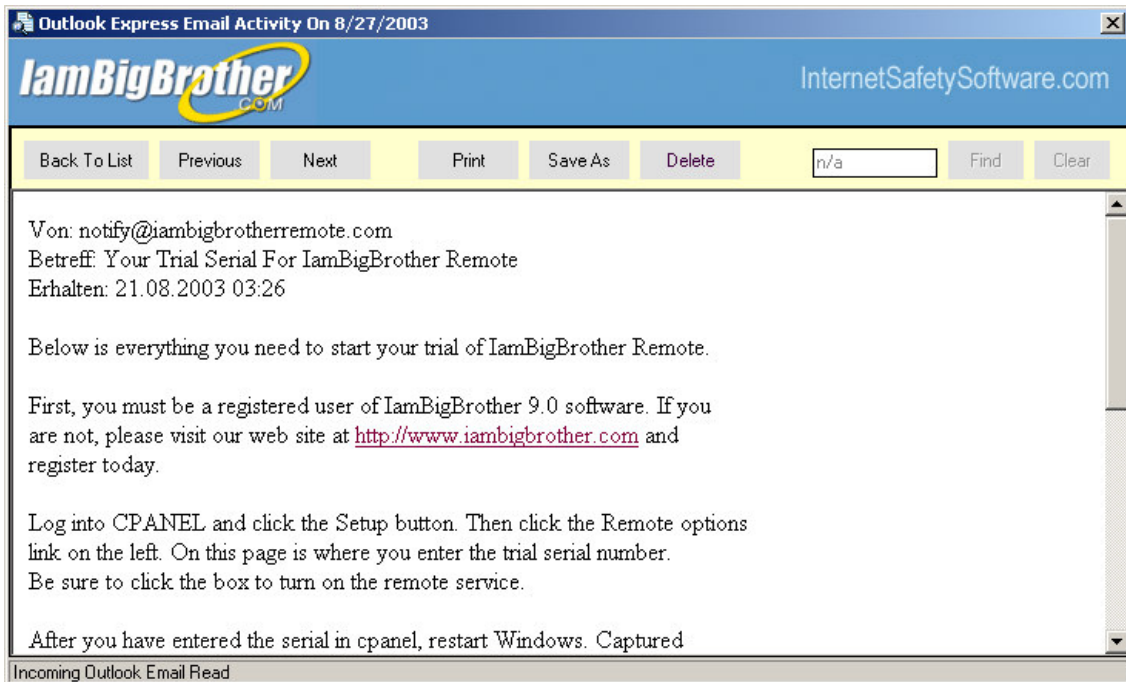 Outlook Express Email Activity On 8/27/2003
IamBigBrother
.COM
InternetSafetySoftware.com
Back To List Previous Next Print Save As Delete n/a Find Clear
Von: notify@iambigbrotherremote.com
Betreff: Your Trial Serial For IamBigBrother Remote
Erhalten: 21.08.2003 03:26
Below is everything you need to start your trial of IamBigBrother Remote.
First, you must be a registered user of IamBigBrother 9.0 software. If you
are not, please visit our web site at http://www.iambigbrother.com and
register today.
Log into CPANEL and click the Setup button. Then click the Remote options
link on the left. On this page is where you enter the trial serial number.
Be sure to click the box to turn on the remote service.
After you have entered the serial in cpanel, restart Windows. Captured
Incoming Outlook Email Read